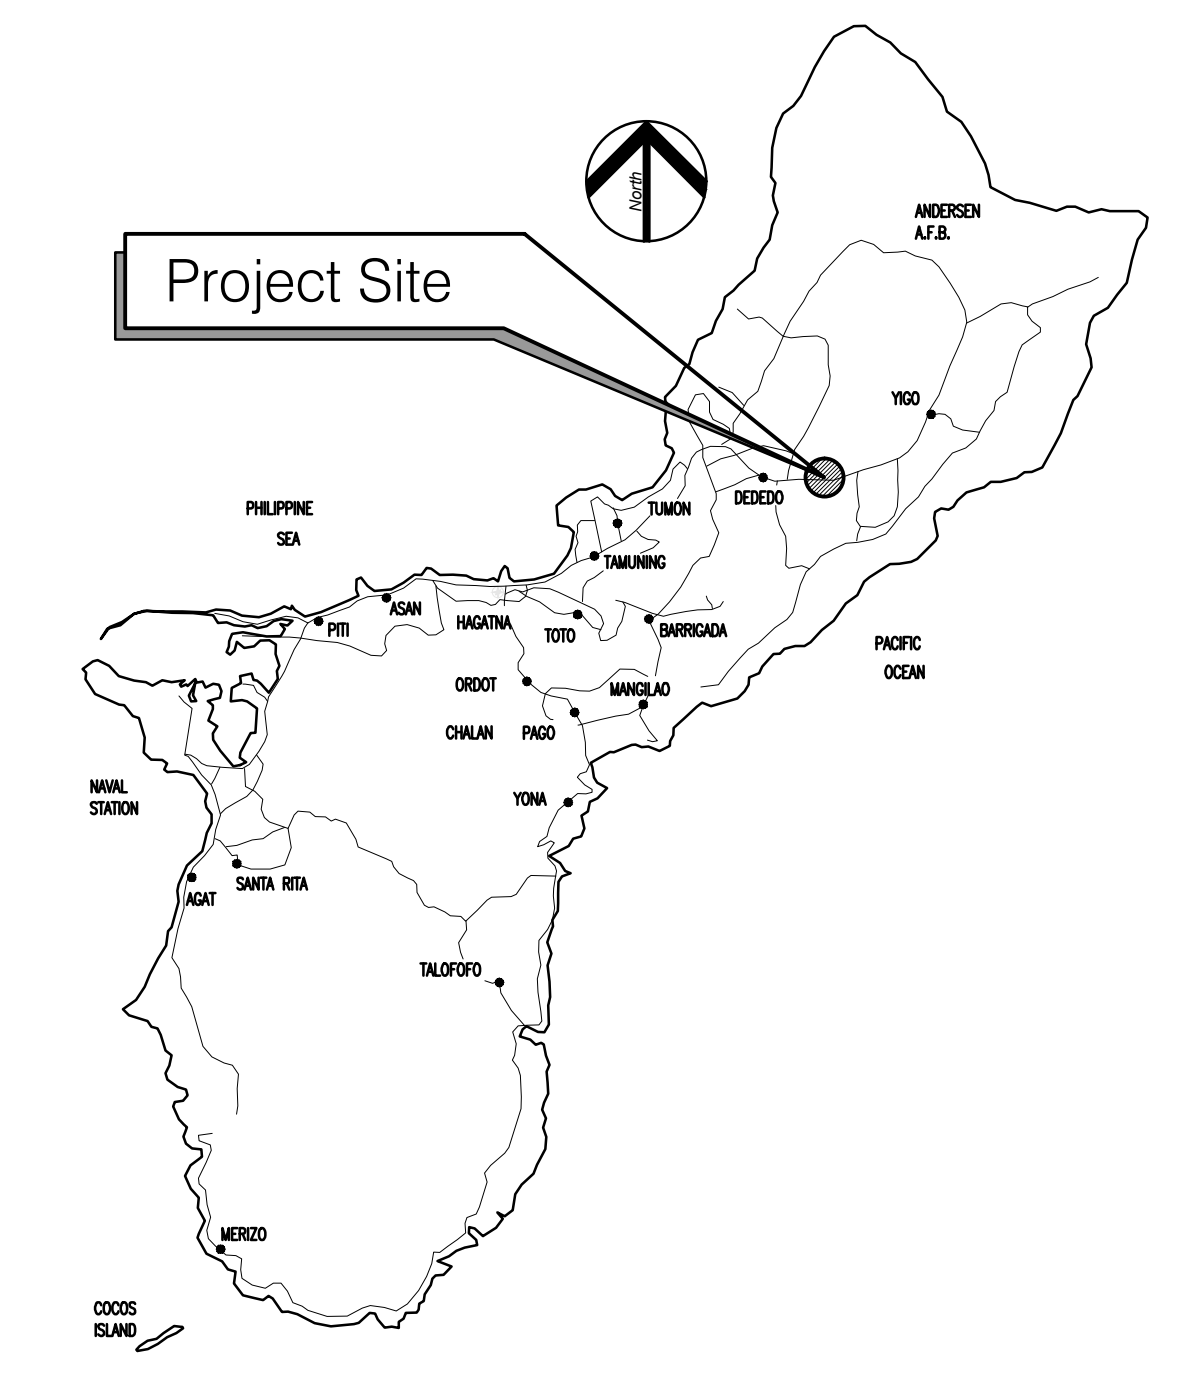 North
ANDERSEN
A.F.B.
Project Site
YIGO
DEDEDO
PHILIPPINE
SEA
TUMON
TAMUNING
ASAN
PITI
HAGATNA
TOTO
BARRIGADA
PACIFIC
OCEAN
ORDOT
MANGILAO
CHALAN PAGO
NAVAL
STATION
YONA
SANTA RITA
AGAT
TALOFOFO
MERIZO
COCOS
ISLAND